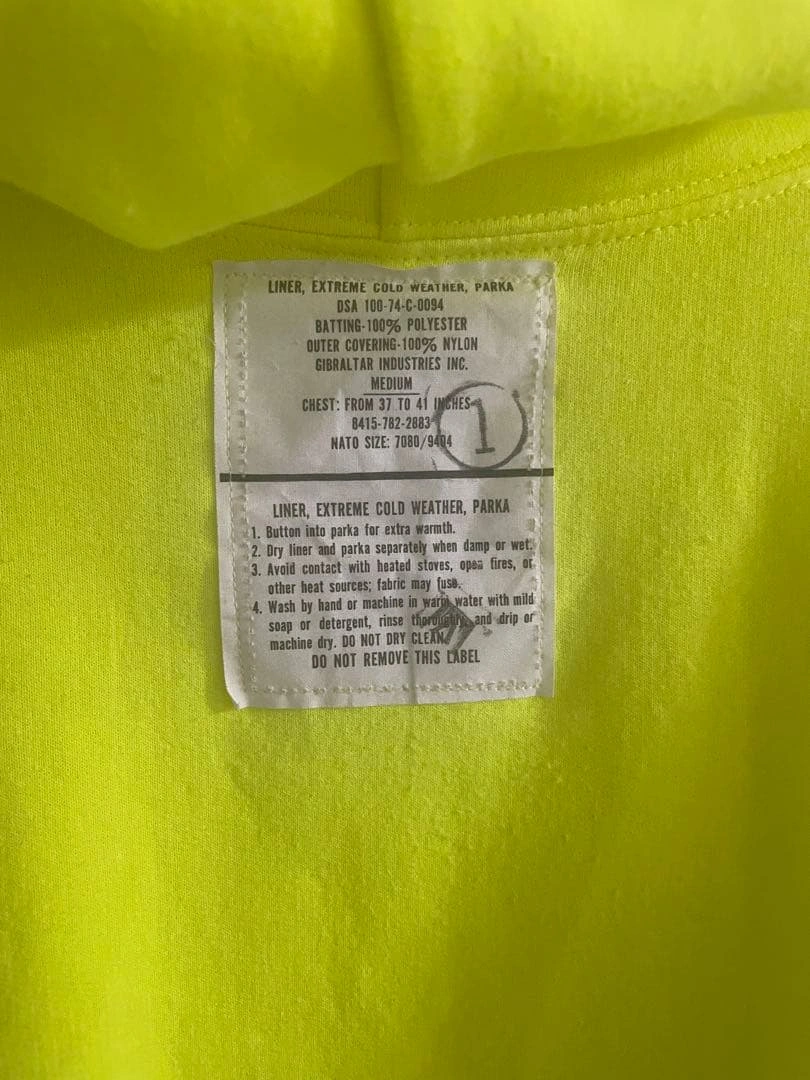 LINER, EXTREME COLD WEATHER, PARKA
DSA 100-74-C-0094
BATTING-100% POLYESTER
OUTER COVERING-100% NYLON
GIBRALTAR INDUSTRIES INC.
MEDIUM
CHEST: FROM 37 TO 41 INCHES
8415-782-2883
1
NATO SIZE: 7080/9404
LINER, EXTREME COLD WEATHER, PARKA
1. Button into parka for extra warmth.
2. Dry liner and parka separately when damp or wet.
3. Avoid contact with heated stoves, open fires, or
other heat sources; fabric may fuse.
4. Wash by hand or machine in warm water with mild
soap or detergent, rinse thoroughly, and drip or
machine dry. DO NOT DRY CLEAN.
DO NOT REMOVE THIS LABEL